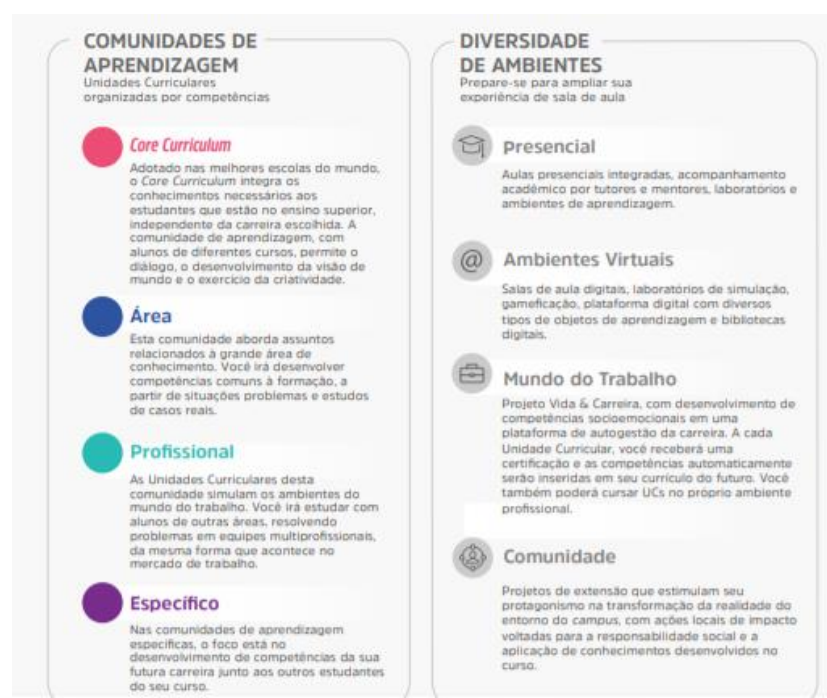 COMUNIDADES DE
APRENDIZAGEM
Unidades Curriculares
organizadas por competências
Core Curriculum
Adotado nas melhores escolas do mundo,
o Core Curriculum integra os
conhecimentos necessários aos
estudantes que estão no ensino superior,
independente da carreira escolhida. A
comunidade de aprendizagem, com
alunos de diferentes cursos, permite o
diálogo, o desenvolvimento da visão de
mundo e o exercício da criatividade.
Área
Esta comunidade aborda assuntos
relacionados à grande área de
conhecimento. Você irá desenvolver
competências comuns à formação, a
partir de situações problemas e estudos
de casos reais.
Profissional
As Unidades Curriculares desta
comunidade simulam os ambientes do
mundo do trabalho. Você irá estudar com
alunos de outras áreas, resolvendo
problemas em equipes multiprofissionais,
da mesma forma que acontece no
mercado de trabalho.
Específico
Nas comunidades de aprendizagem
específicas, o foco está no
desenvolvimento de competências da sua
futura carreira junto aos outros estudantes
do seu curso.
DIVERSIDADE
DE AMBIENTES
Prepare-se para ampliar sua
experiência de sala de aula
Presencial
Aulas presenciais integradas, acompanhamento
acadêmico por tutores e mentores, laboratórios e
ambientes de aprendizagem.
@ Ambientes Virtuais
Salas de aula digitais, laboratórios de simulação,
gameficação, plataforma digital com diversos
tipos de objetos de aprendizagem e bibliotecas
digitais.
Mundo do Trabalho
Projeto Vida & Carreira, com desenvolvimento de
competências socioemocionais em uma
plataforma de autogestão da carreira. A cada
Unidade Curricular, você receberá uma
certificação e as competências automaticamente
serão inseridas em seu currículo do futuro. Você
também poderá cursar UCs no próprio ambiente
profissional.
Comunidade
Projetos de extensão que estimulam seu
protagonismo na transformação da realidade do
entorno do campus, com ações locais de impacto
voltadas para a responsabilidade social e a
aplicação de conhecimentos desenvolvidos no
curso.